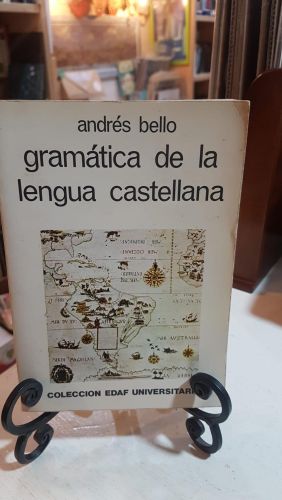 andrés bello
gramática de la
lengua castellana
COLECCION EDAF UNIVERSITARIA